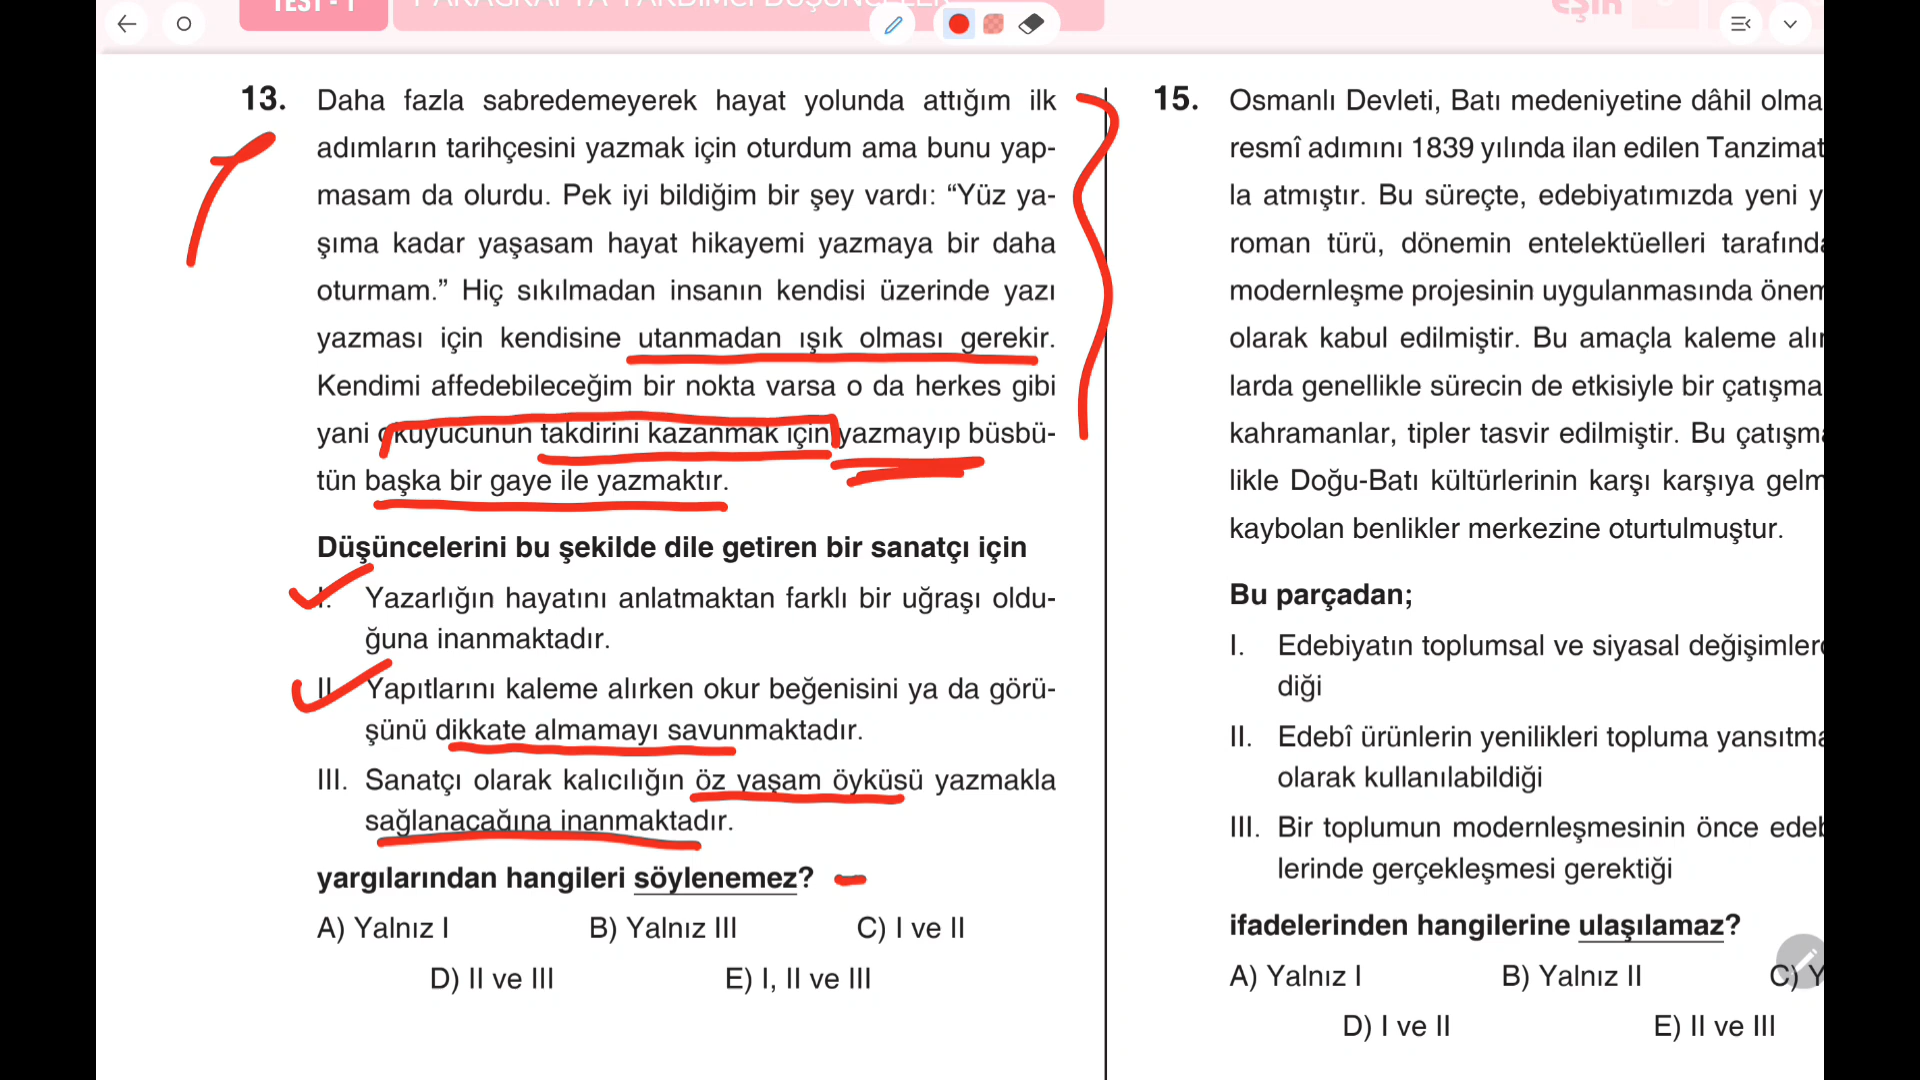 TEST - 1
PARAGRAFTA YARDIMCI DÜŞÜNCELER
eşik
13. Daha fazla sabredemeyerek hayat yolunda attığım ilk
adımların tarihçesini yazmak için oturdum ama bunu yap-
masam da olurdu. Pek iyi bildiğim bir şey vardı: “Yüz ya-
şıma kadar yaşasam hayat hikayemi yazmaya bir daha
oturmam.” Hiç sıkılmadan insanın kendisi üzerinde yazı
yazması için kendisine utanmadan ışık olması gerekir.
Kendimi affedebileceğim bir nokta varsa o da herkes gibi
yani okuyucunun takdirini kazanmak için yazmayıp büsbü-
tün başka bir gaye ile yazmaktır.
Düşüncelerini bu şekilde dile getiren bir sanatçı için
I. Yazarlığın hayatını anlatmaktan farklı bir uğraşı oldu-
ğuna inanmaktadır.
II. Yapıtlarını kaleme alırken okur beğenisini ya da görü-
şünü dikkate almamayı savunmaktadır.
III. Sanatçı olarak kalıcılığın öz yaşam öyküsü yazmakla
sağlanacağına inanmaktadır.
yargılarından hangileri söylenemez?
A) Yalnız I B) Yalnız III C) I ve II
D) II ve III E) I, II ve III
15. Osmanlı Devleti, Batı medeniyetine dâhil olma
resmî adımını 1839 yılında ilan edilen Tanzimat
la atmıştır. Bu süreçte, edebiyatımızda yeni y
roman türü, dönemin entelektüelleri tarafında
modernleşme projesinin uygulanmasında önem
olarak kabul edilmiştir. Bu amaçla kaleme alın
larda genellikle sürecin de etkisiyle bir çatışma
kahramanlar, tipler tasvir edilmiştir. Bu çatışma
likle Doğu-Batı kültürlerinin karşı karşıya gelm
kaybolan benlikler merkezine oturtulmuştur.
Bu parçadan;
I. Edebiyatın toplumsal ve siyasal değişimlerd
diği
II. Edebî ürünlerin yenilikleri topluma yansıtma
olarak kullanılabildiği
III. Bir toplumun modernleşmesinin önce edeb
lerinde gerçekleşmesi gerektiği
ifadelerinden hangilerine ulaşılamaz?
A) Yalnız I B) Yalnız II C) Y
D) I ve II E) II ve III